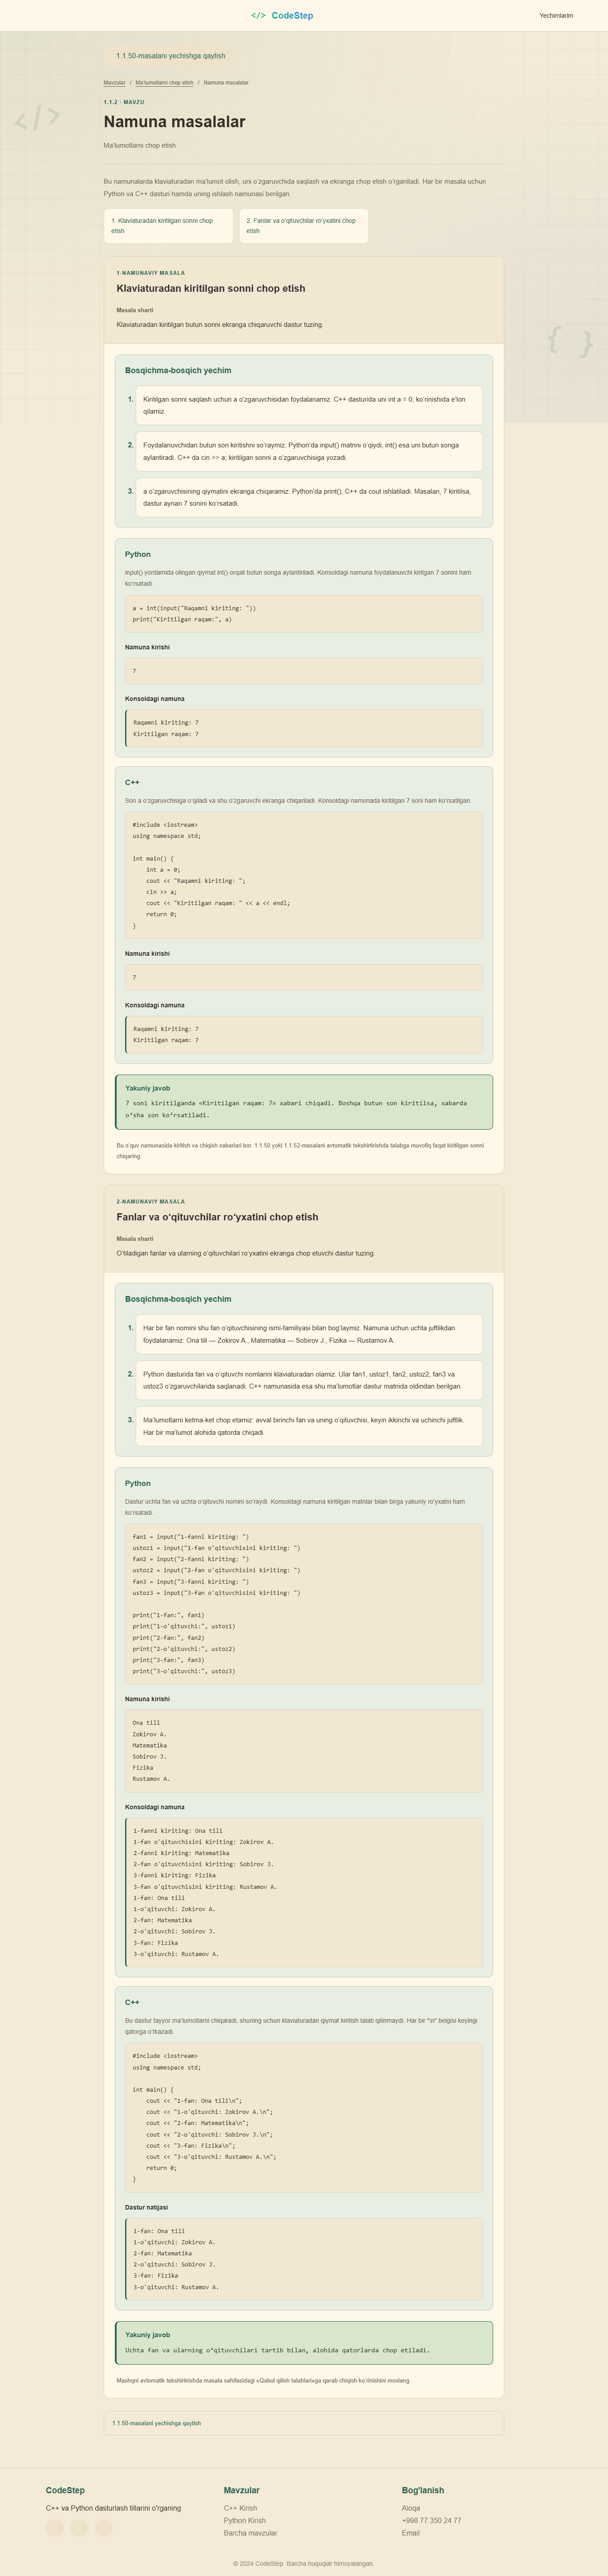 </> CodeStep
Yechimlarim
1.1.50-masalani yechishga qaytish
Mavzular / Ma'lumotlarni chop etish / Namuna masalalar
</>
1.1.2 · MAVZU
Namuna masalalar
Ma'lumotlarni chop etish
Bu namunalarda klaviaturadan ma'lumot olish, uni o'zgaruvchida saqlash va ekranga chop etish o'rganiladi. Har bir masala uchun
Python va C++ dasturi hamda uning ishlash namunasi berilgan.
1. Klaviaturadan kiritilgan sonni chop
etish
2. Fanlar va o'qituvchilar ro'yxatini chop
etish
1-NAMUNAVIY MASALA
Klaviaturadan kiritilgan sonni chop etish
Masala sharti
Klaviaturadan kiritilgan butun sonni ekranga chiqaruvchi dastur tuzing.
{ }
Bosqichma-bosqich yechim
1. Kiritilgan sonni saqlash uchun a o'zgaruvchisidan foydalanamiz. C++ dasturida uni int a = 0; ko'rinishida e'lon
qilamiz.
2. Foydalanuvchidan butun son kiritishni so'raymiz. Python'da input() matnni o'qiydi, int() esa uni butun songa
aylantiradi. C++ da cin >> a; kiritilgan sonni a o'zgaruvchisiga yozadi.
3. a o'zgaruvchisining qiymatini ekranga chiqaramiz: Python'da print(), C++ da cout ishlatiladi. Masalan, 7 kiritilsa,
dastur aynan 7 sonini ko'rsatadi.
Python
input() yordamida olingan qiymat int() orqali butun songa aylantiriladi. Konsoldagi namuna foydalanuvchi kiritgan 7 sonini ham
ko'rsatadi.
a = int(input("Raqamni kiriting: "))
print("Kiritilgan raqam:", a)
Namuna kirishi
7
Konsoldagi namuna
Raqamni kiriting: 7
Kiritilgan raqam: 7
C++
Son a o'zgaruvchisiga o'qiladi va shu o'zgaruvchi ekranga chiqariladi. Konsoldagi namunada kiritilgan 7 soni ham ko'rsatilgan.
#include <iostream>
using namespace std;
int main() {
    int a = 0;
    cout << "Raqamni kiriting: ";
    cin >> a;
    cout << "Kiritilgan raqam: " << a << endl;
    return 0;
}
Namuna kirishi
7
Konsoldagi namuna
Raqamni kiriting: 7
Kiritilgan raqam: 7
Yakuniy javob
7 soni kiritilganda «Kiritilgan raqam: 7» xabari chiqadi. Boshqa butun son kiritilsa, xabarda
o'sha son ko'rsatiladi.
Bu o'quv namunasida kiritish va chiqish xabarlari bor. 1.1.50 yoki 1.1.52-masalani avtomatik tekshirtirishda talabga muvofiq faqat kiritilgan sonni
chiqaring.
2-NAMUNAVIY MASALA
Fanlar va o'qituvchilar ro'yxatini chop etish
Masala sharti
O'tiladigan fanlar va ularning o'qituvchilari ro'yxatini ekranga chop etuvchi dastur tuzing.
Bosqichma-bosqich yechim
1. Har bir fan nomini shu fan o'qituvchisining ismi-familiyasi bilan bog'laymiz. Namuna uchun uchta juftlikdan
foydalanamiz: Ona tili — Zokirov A., Matematika — Sobirov J., Fizika — Rustamov A.
2. Python dasturida fan va o'qituvchi nomlarini klaviaturadan olamiz. Ular fan1, ustoz1, fan2, ustoz2, fan3 va
ustoz3 o'zgaruvchilarida saqlanadi. C++ namunasida esa shu ma'lumotlar dastur matnida oldindan berilgan.
3. Ma'lumotlarni ketma-ket chop etamiz: avval birinchi fan va uning o'qituvchisi, keyin ikkinchi va uchinchi juftlik.
Har bir ma'lumot alohida qatorda chiqadi.
Python
Dastur uchta fan va uchta o'qituvchi nomini so'raydi. Konsoldagi namuna kiritilgan matnlar bilan birga yakuniy ro'yxatni ham
ko'rsatadi.
fan1 = input("1-fanni kiriting: ")
ustoz1 = input("1-fan o'qituvchisini kiriting: ")
fan2 = input("2-fanni kiriting: ")
ustoz2 = input("2-fan o'qituvchisini kiriting: ")
fan3 = input("3-fanni kiriting: ")
ustoz3 = input("3-fan o'qituvchisini kiriting: ")
print("1-fan:", fan1)
print("1-o'qituvchi:", ustoz1)
print("2-fan:", fan2)
print("2-o'qituvchi:", ustoz2)
print("3-fan:", fan3)
print("3-o'qituvchi:", ustoz3)
Namuna kirishi
Ona tili
Zokirov A.
Matematika
Sobirov J.
Fizika
Rustamov A.
Konsoldagi namuna
1-fanni kiriting: Ona tili
1-fan o'qituvchisini kiriting: Zokirov A.
2-fanni kiriting: Matematika
2-fan o'qituvchisini kiriting: Sobirov J.
3-fanni kiriting: Fizika
3-fan o'qituvchisini kiriting: Rustamov A.
1-fan: Ona tili
1-o'qituvchi: Zokirov A.
2-fan: Matematika
2-o'qituvchi: Sobirov J.
3-fan: Fizika
3-o'qituvchi: Rustamov A.
C++
Bu dastur tayyor ma'lumotlarni chiqaradi, shuning uchun klaviaturadan qiymat kiritish talab qilinmaydi. Har bir "\n" belgisi keyingi
qatorga o'tkazadi.
#include <iostream>
using namespace std;
int main() {
    cout << "1-fan: Ona tili\n";
    cout << "1-o'qituvchi: Zokirov A.\n";
    cout << "2-fan: Matematika\n";
    cout << "2-o'qituvchi: Sobirov J.\n";
    cout << "3-fan: Fizika\n";
    cout << "3-o'qituvchi: Rustamov A.\n";
    return 0;
}
Dastur natijasi
1-fan: Ona tili
1-o'qituvchi: Zokirov A.
2-fan: Matematika
2-o'qituvchi: Sobirov J.
3-fan: Fizika
3-o'qituvchi: Rustamov A.
Yakuniy javob
Uchta fan va ularning o'qituvchilari tartib bilan, alohida qatorlarda chop etiladi.
Mashqni avtomatik tekshirtirishda masala sahifasidagi «Qabul qilish talablari»ga qarab chiqish ko'rinishini moslang.
1.1.50-masalani yechishga qaytish
CodeStep
C++ va Python dasturlash tillarini o'rganing
Mavzular
C++ Kirish
Python Kirish
Barcha mavzular
Bog'lanish
Aloqa
+998 77 350 24 77
Email
© 2024 CodeStep. Barcha huquqlar himoyalangan.